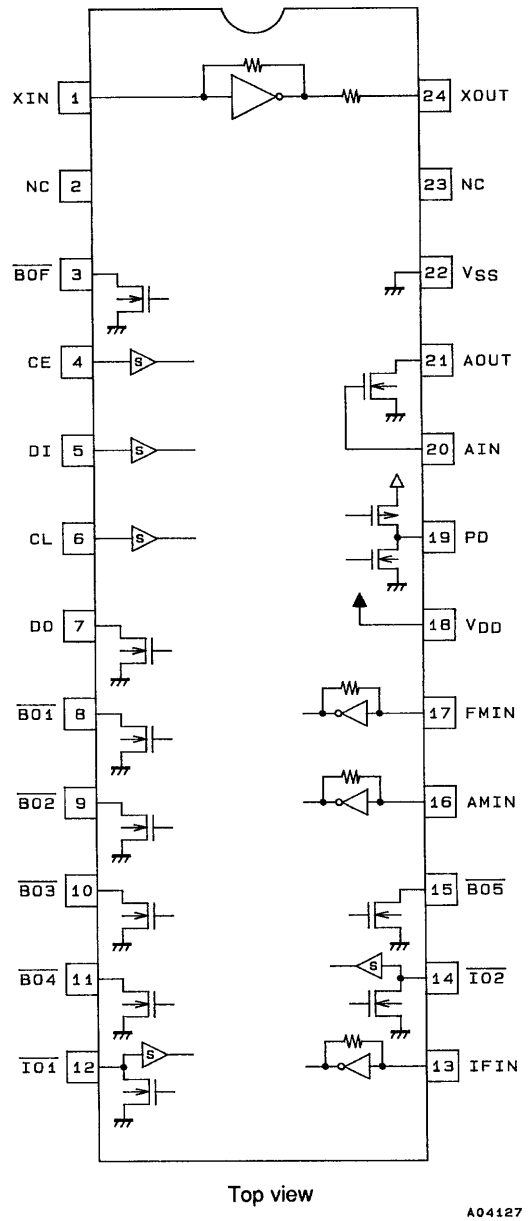 XIN 1 24 XOUT
NC 2 23 NC
BOF 3 22 VSS
CE 4 S 21 AOUT
DI 5 S 20 AIN
CL 6 S 19 PD
DO 7 18 VDD
BO1 8 17 FMIN
BO2 9 16 AMIN
BO3 10 15 BO5
BO4 11 S 14 IO2
IO1 12 S 13 IFIN
Top view
A04127